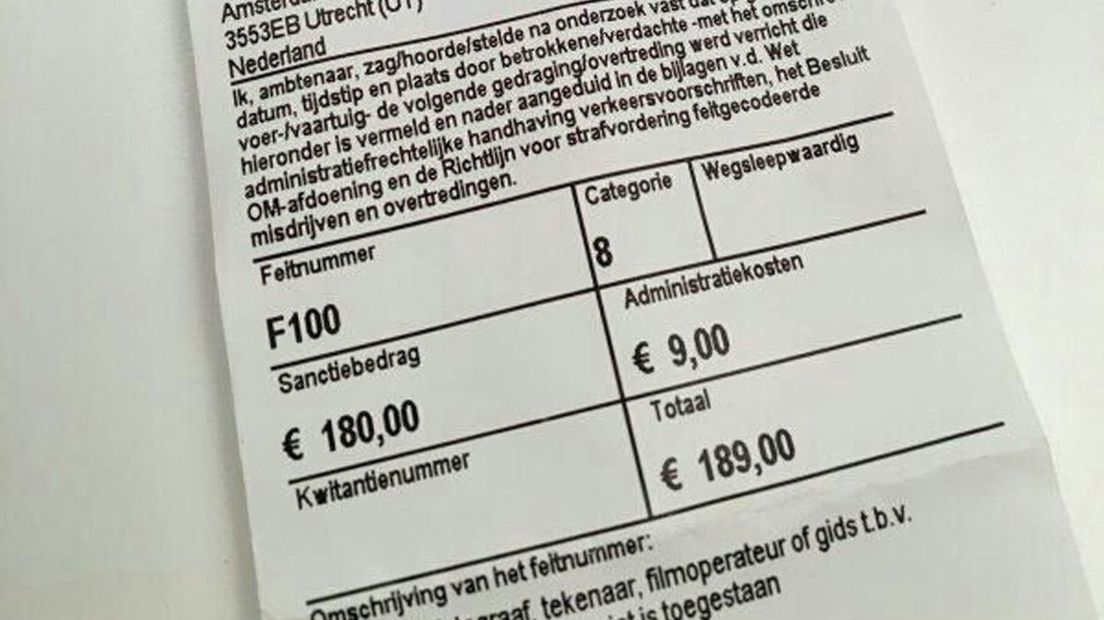 3553EB Utrecht (UT)
Nederland
Ik, ambtenaar, zag/hoorde/stelde na onderzoek vast dat op
datum, tijdstip en plaats door betrokkene/verdachte -met het
voer-/vaartuig- de volgende gedraging/overtreding werd verricht die
hieronder is vermeld en nader aangeduid in de bijlagen v.d. Wet
administratiefrechtelijke handhaving verkeersvoorschriften, het Besluit
OM-afdoening en de Richtlijn voor strafvordering feitgecodeerde
misdrijven en overtredingen.
Feitnummer
F100
Categorie
8
Wegsleepwaardig
Sanctiebedrag
€ 180,00
Administratiekosten
€ 9,00
Kwitantienummer
Totaal
€ 189,00
Omschrijving van het feitnummer:
tekenaar, filmoperateur of gids t.b.v.
is toegestaan